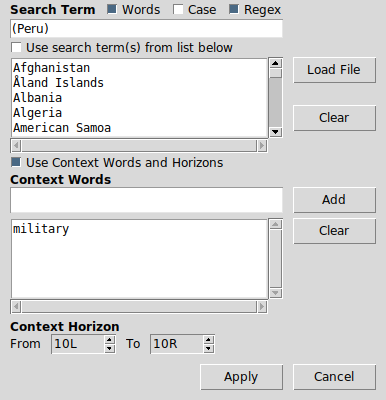 Search Term Words Case Regex
(Peru)
Use search term(s) from list below
Afghanistan
Åland Islands
Albania
Algeria
American Samoa
Load File
Clear
Use Context Words and Horizons
Context Words
Add
military
Clear
Context Horizon
From 10L To 10R
Apply Cancel